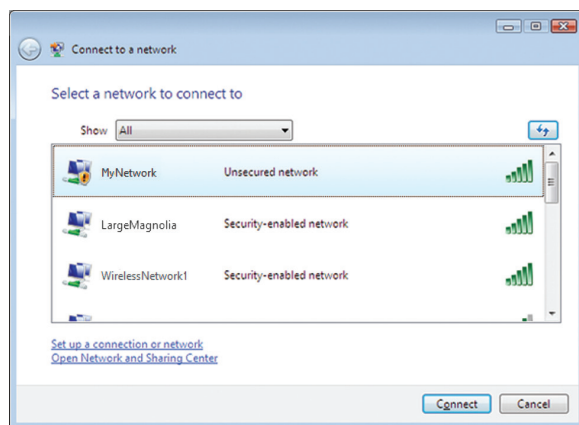 Connect to a network
Select a network to connect to
Show All
MyNetwork Unsecured network
LargeMagnolia Security-enabled network
WirelessNetwork1 Security-enabled network
Set up a connection or network
Open Network and Sharing Center
Connect Cancel